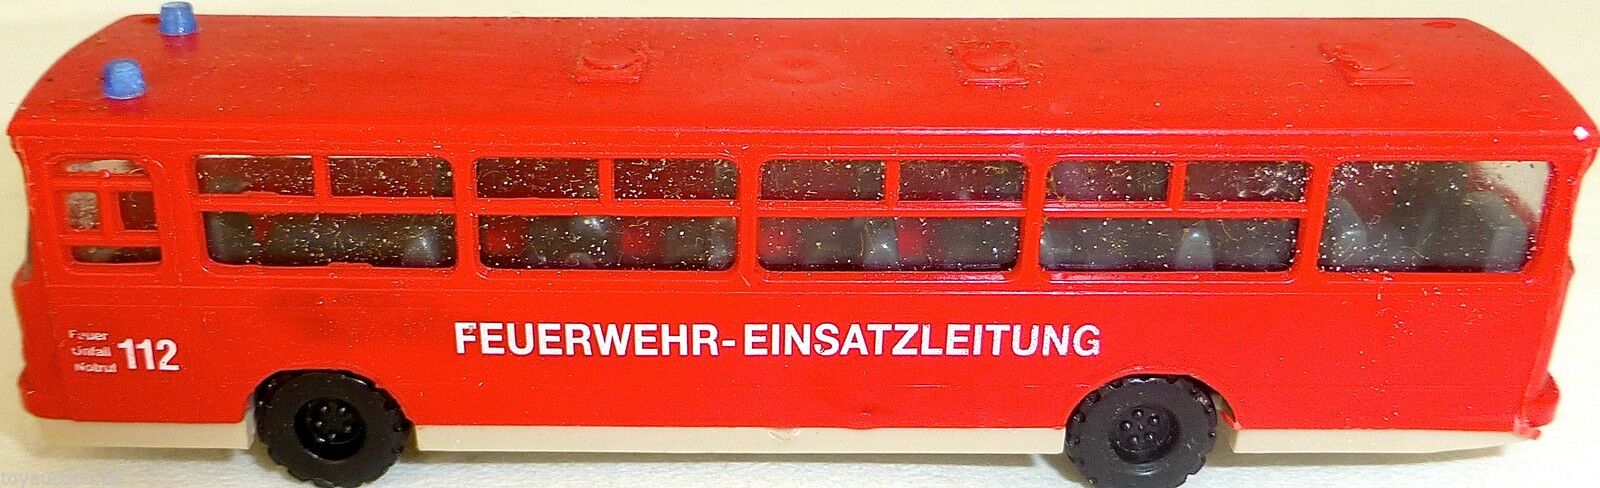 FEUERWEHR-EINSATZLEITUNG
Feuer
Unfall
Notruf
112